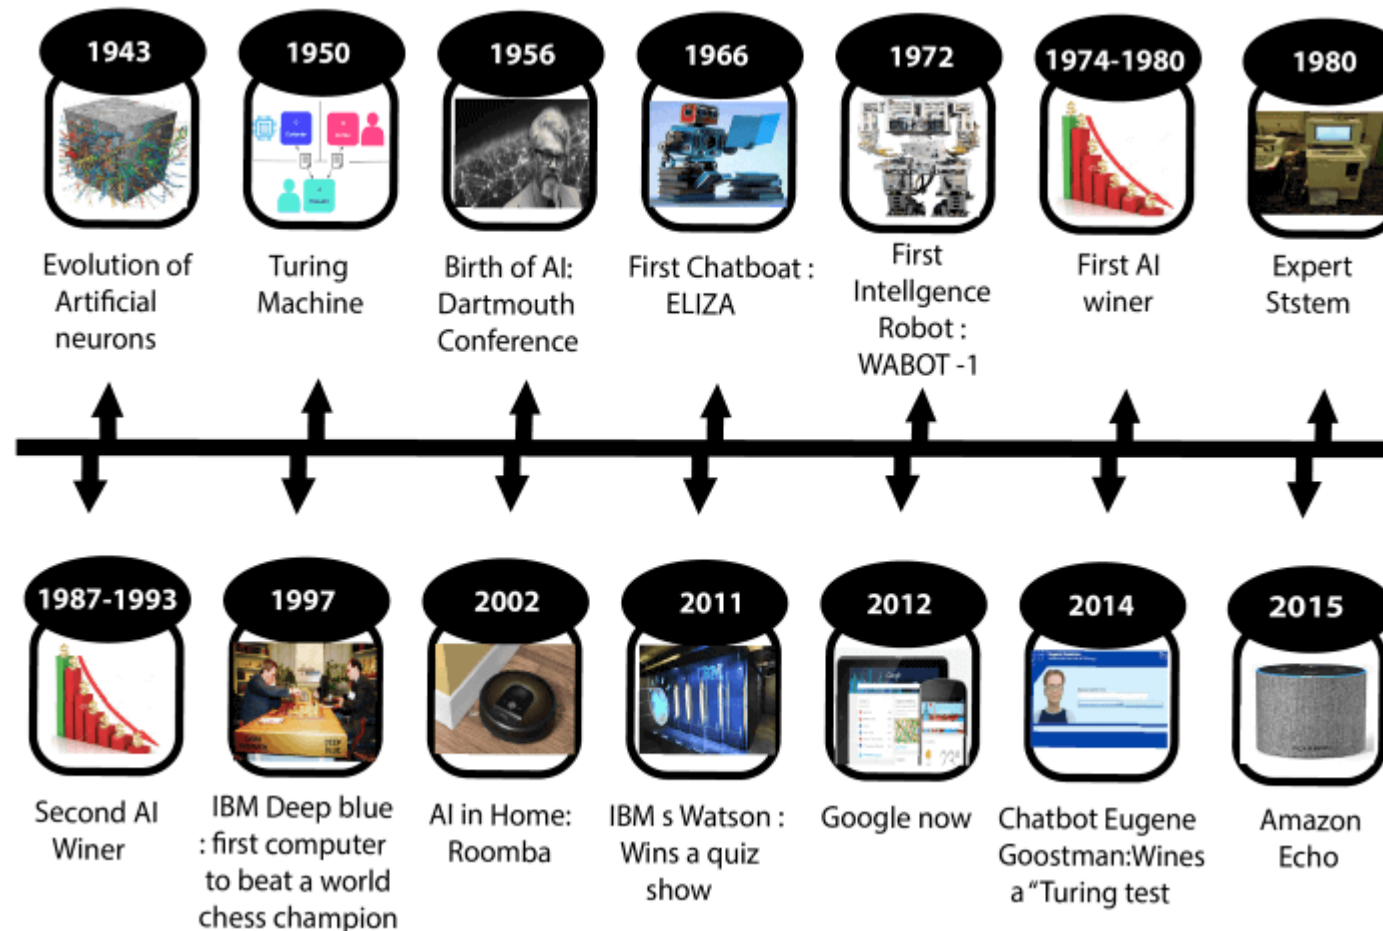 1943
1950
1956
1966
1972
1974-1980
1980
Evolution of
Artificial
neurons
Turing
Machine
Birth of AI:
Dartmouth
Conference
First Chatboat :
ELIZA
First
Intellgence
Robot :
WABOT -1
First AI
winer
Expert
Ststem
1987-1993
1997
2002
2011
2012
2014
2015
IBM
DEEP
BLUE
Second AI
Winer
IBM Deep blue
: first computer
to beat a world
chess champion
AI in Home:
Roomba
IBM s Watson :
Wins a quiz
show
Google now
Chatbot Eugene
Goostman:Wines
a “Turing test
Amazon
Echo